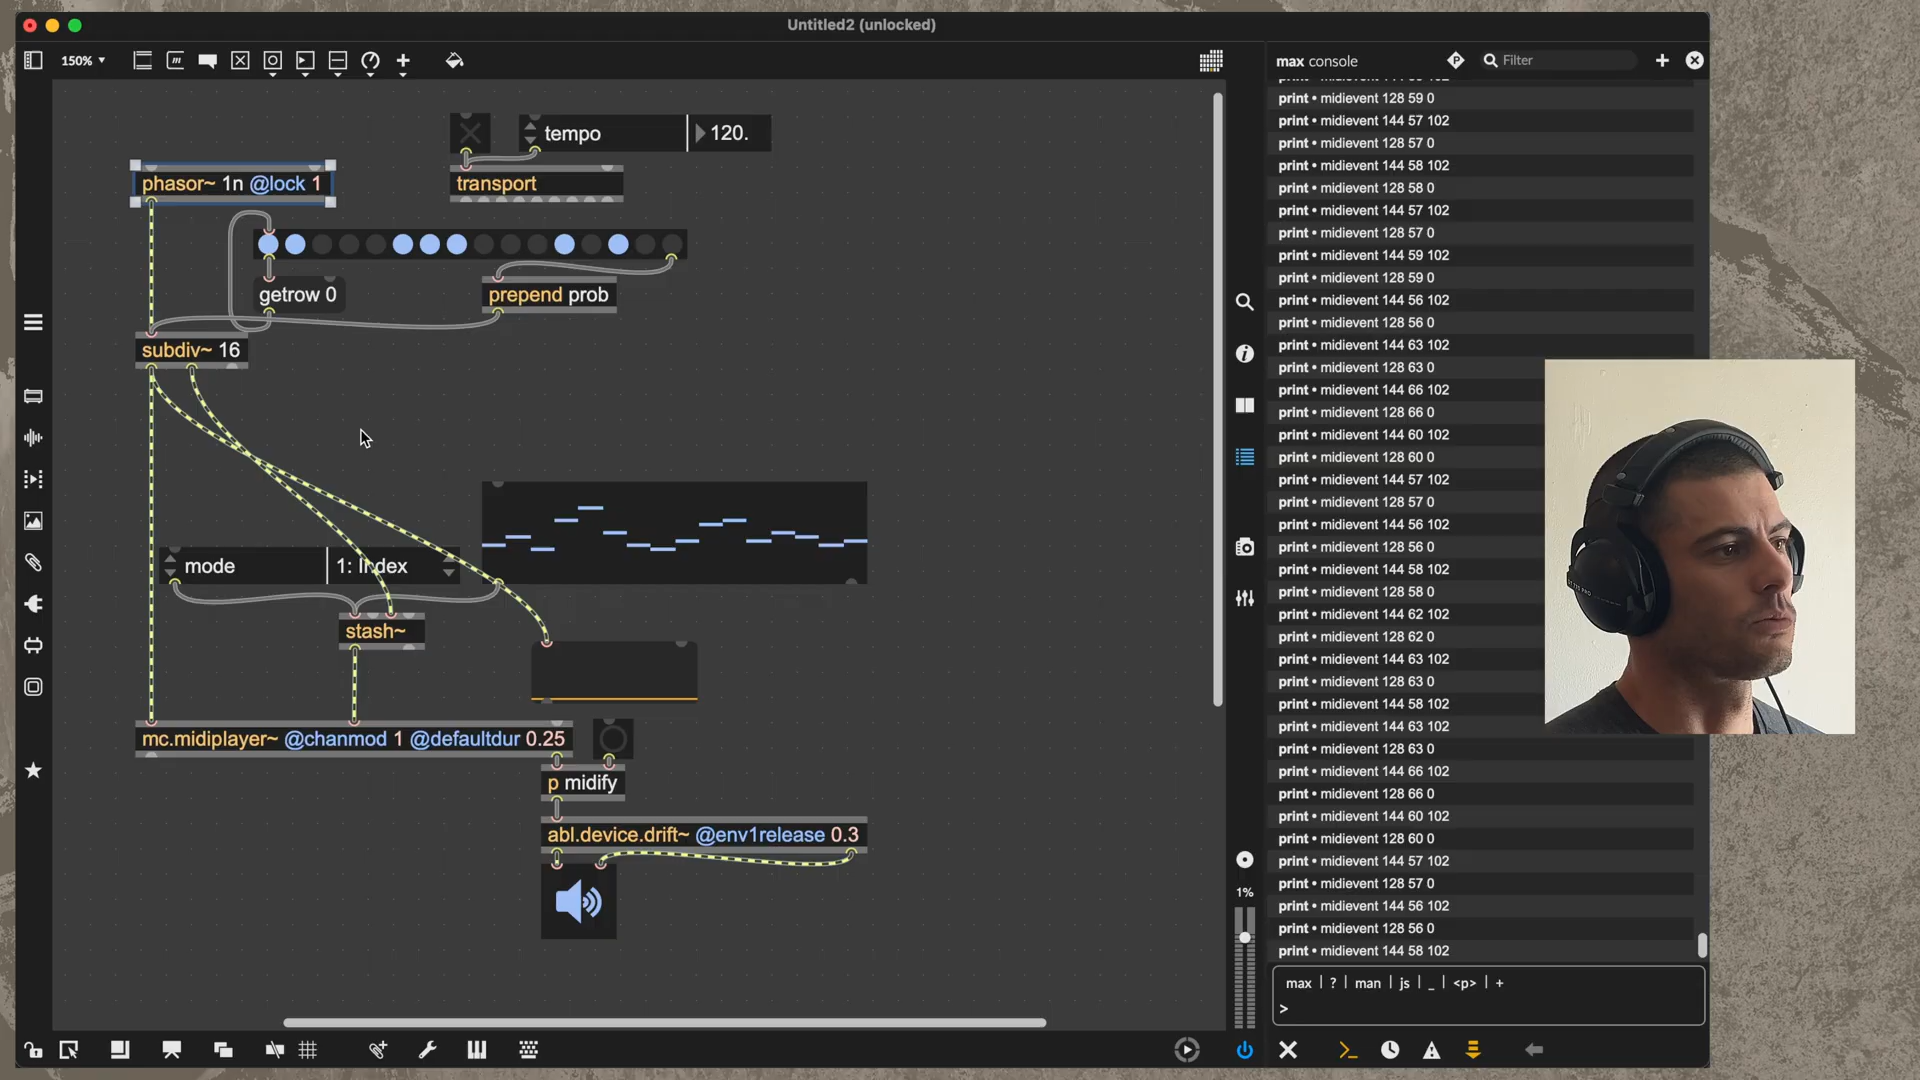 Untitled2 (unlocked)
150%
max console
Filter
tempo
120.
phasor~ 1n @lock 1
transport
getrow 0
prepend prob
subdiv~ 16
mode
1: Index
stash~
mc.midiplayer~ @chanmod 1 @defaultdur 0.25
p midify
abl.device.drift~ @env1release 0.3
1%
print • midievent 128 59 0
print • midievent 144 57 102
print • midievent 128 57 0
print • midievent 144 58 102
print • midievent 128 58 0
print • midievent 144 57 102
print • midievent 128 57 0
print • midievent 144 59 102
print • midievent 128 59 0
print • midievent 144 56 102
print • midievent 128 56 0
print • midievent 144 63 102
print • midievent 128 63 0
print • midievent 144 66 102
print • midievent 128 66 0
print • midievent 144 60 102
print • midievent 128 60 0
print • midievent 144 57 102
print • midievent 128 57 0
print • midievent 144 56 102
print • midievent 128 56 0
print • midievent 144 58 102
print • midievent 128 58 0
print • midievent 144 62 102
print • midievent 128 62 0
print • midievent 144 63 102
print • midievent 128 63 0
print • midievent 144 58 102
print • midievent 144 63 102
print • midievent 128 63 0
print • midievent 144 66 102
print • midievent 128 66 0
print • midievent 144 60 102
print • midievent 128 60 0
print • midievent 144 57 102
print • midievent 128 57 0
print • midievent 144 56 102
print • midievent 128 56 0
print • midievent 144 58 102
max | ? | man | js | _ | <p> | +
>